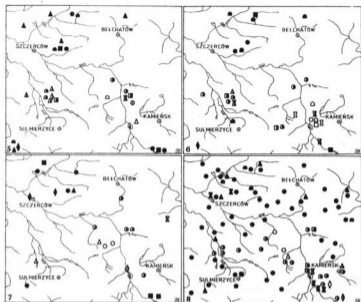 BEŁCHATÓW
SZCZERCÓW
KAMIEŃSK
SULMIERZYCE
5
BEŁCHATÓW
SZCZERCÓW
KAMIEŃSK
SULMIERZYCE
6
BEŁCHATÓW
SZCZERCÓW
KAMIEŃSK
SULMIERZYCE
7
BEŁCHATÓW
SZCZERCÓW
KAMIEŃSK
SULMIERZYCE
8